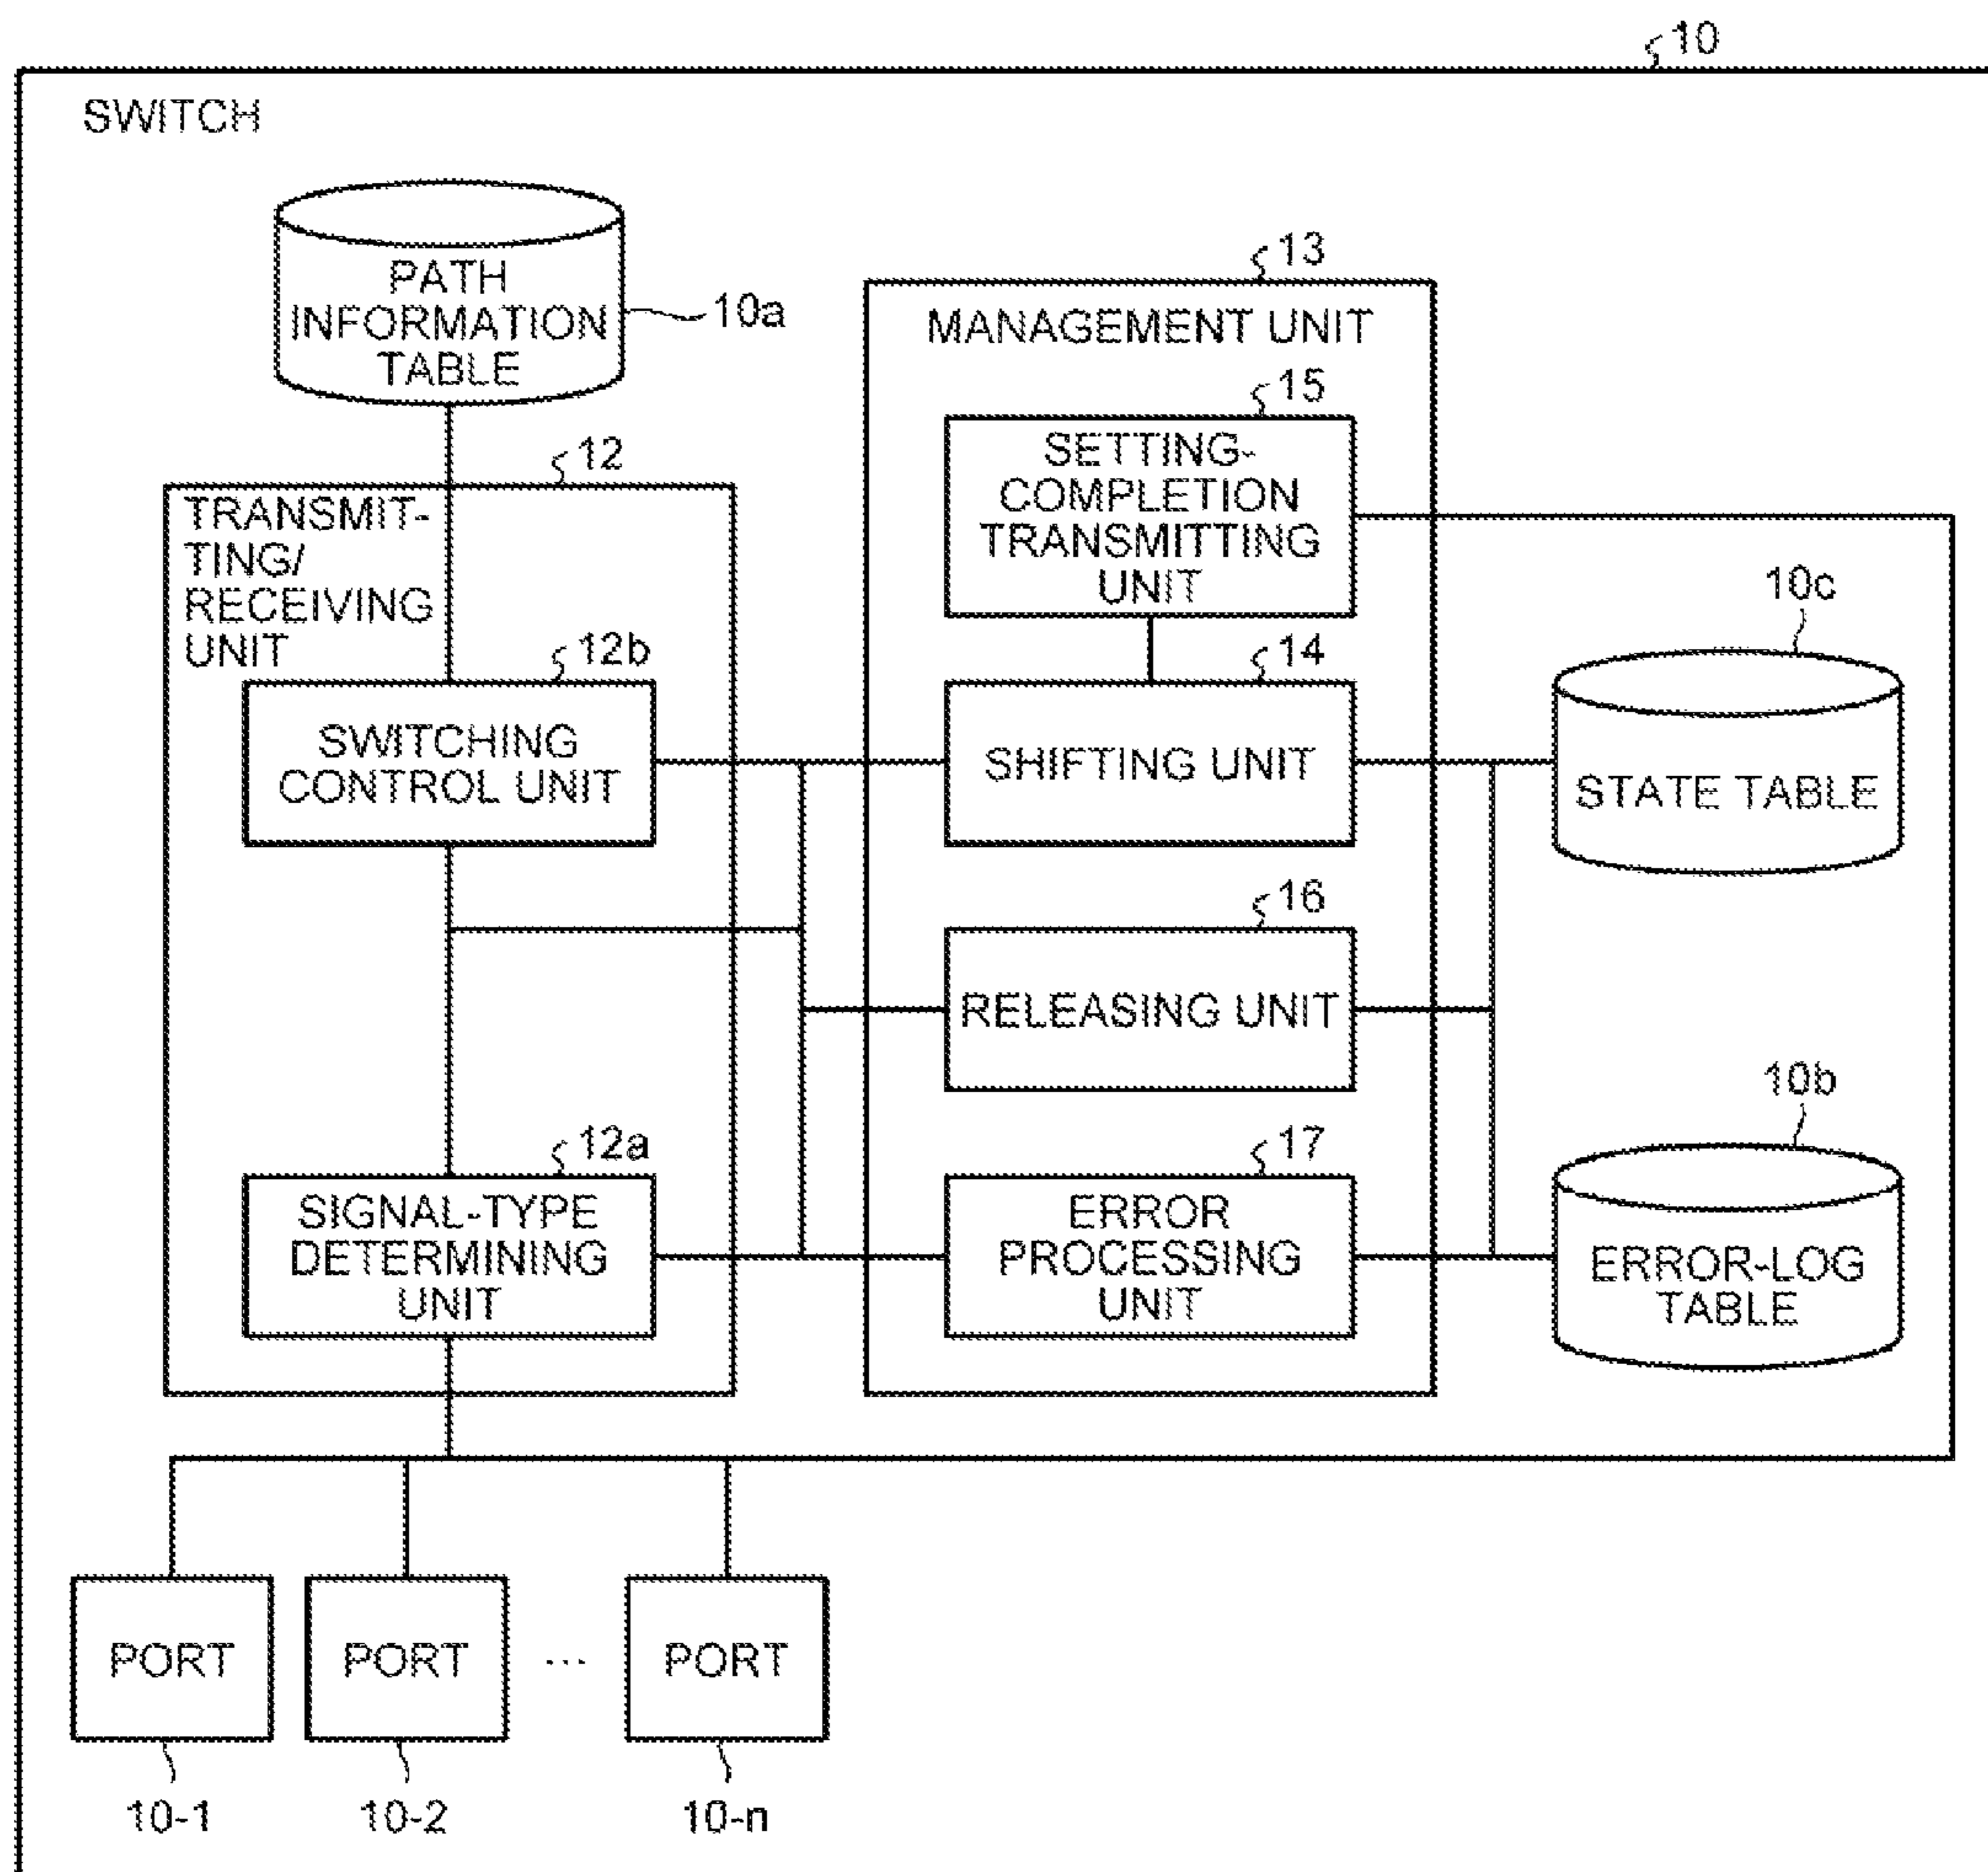 10
SWITCH
PATH
INFORMATION
TABLE
10a
12
TRANSMIT-
TING/
RECEIVING
UNIT
12b
SWITCHING
CONTROL UNIT
12a
SIGNAL-TYPE
DETERMINING
UNIT
13
MANAGEMENT UNIT
15
SETTING-
COMPLETION
TRANSMITTING
UNIT
14
SHIFTING UNIT
16
RELEASING UNIT
17
ERROR
PROCESSING
UNIT
10c
STATE TABLE
10b
ERROR-LOG
TABLE
PORT
PORT
...
PORT
10-1
10-2
10-n